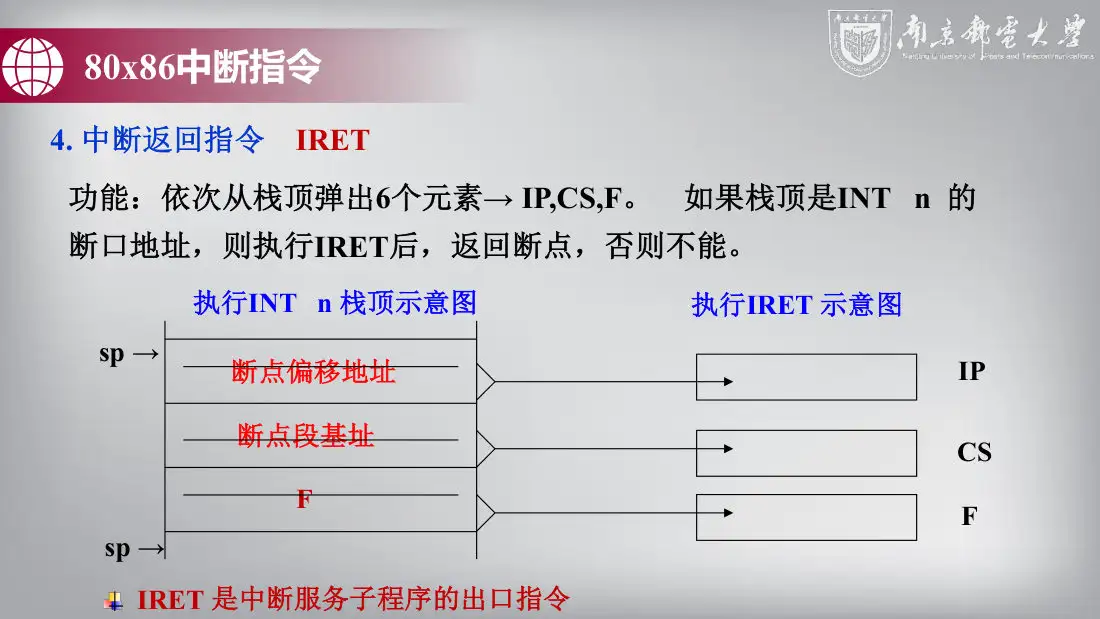 南京邮电大学
Nanjing University of Posts and Telecommunications
80x86中断指令
4. 中断返回指令 IRET
功能：依次从栈顶弹出6个元素→ IP,CS,F。 如果栈顶是INT n 的
断口地址，则执行IRET后，返回断点，否则不能。
执行INT n 栈顶示意图
执行IRET 示意图
sp →
断点偏移地址
IP
断点段基址
CS
F
F
sp →
IRET 是中断服务子程序的出口指令